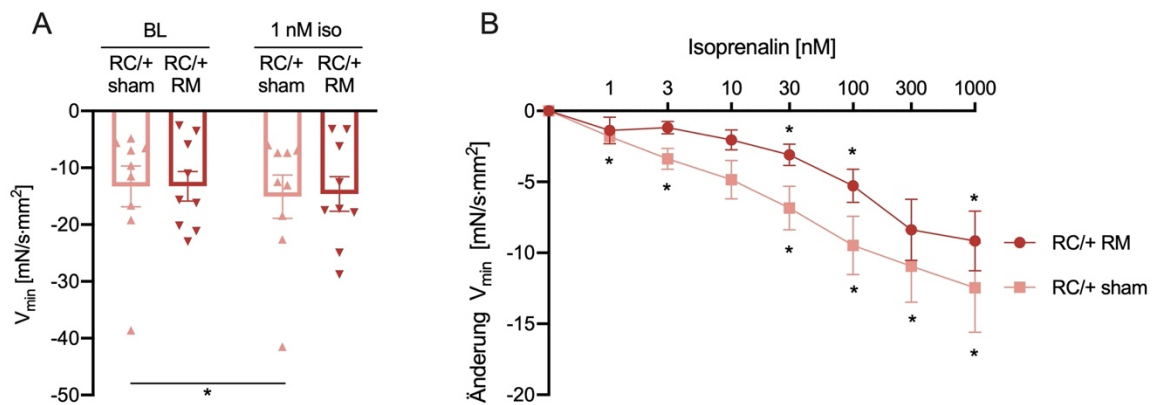 A
BL
1 nM iso
RC/+ sham
RC/+ RM
RC/+ sham
RC/+ RM
V_min [mN/s·mm²]
0
-10
-20
-30
-40
-50
*
B
Isoprenalin [nM]
1 3 10 30 100 300 1000
Änderung V_min [mN/s·mm²]
0
-5
-10
-15
-20
* * *
* * * * * *
RC/+ RM
RC/+ sham